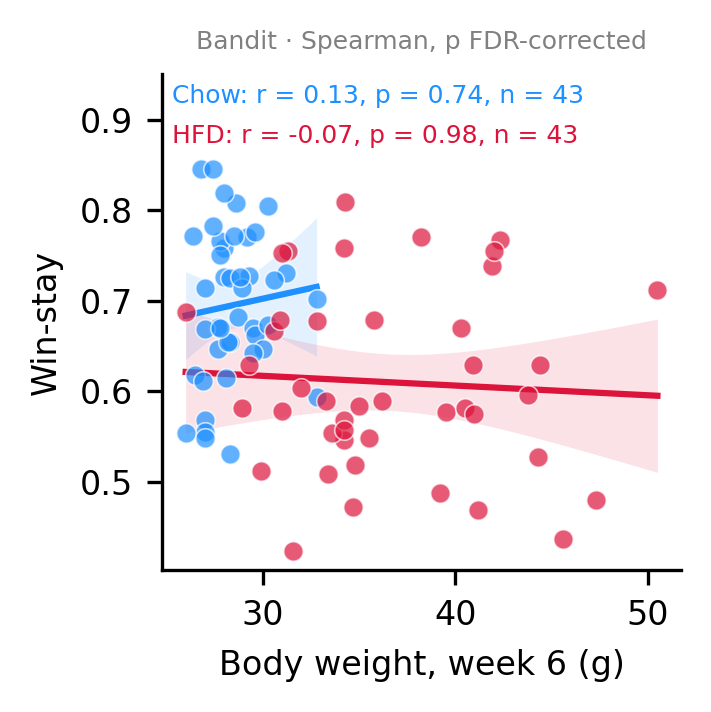 Bandit · Spearman, p FDR-corrected
Chow: r = 0.13, p = 0.74, n = 43
HFD: r = -0.07, p = 0.98, n = 43
0.9
0.8
0.7
0.6
0.5
Win-stay
30 40 50
Body weight, week 6 (g)